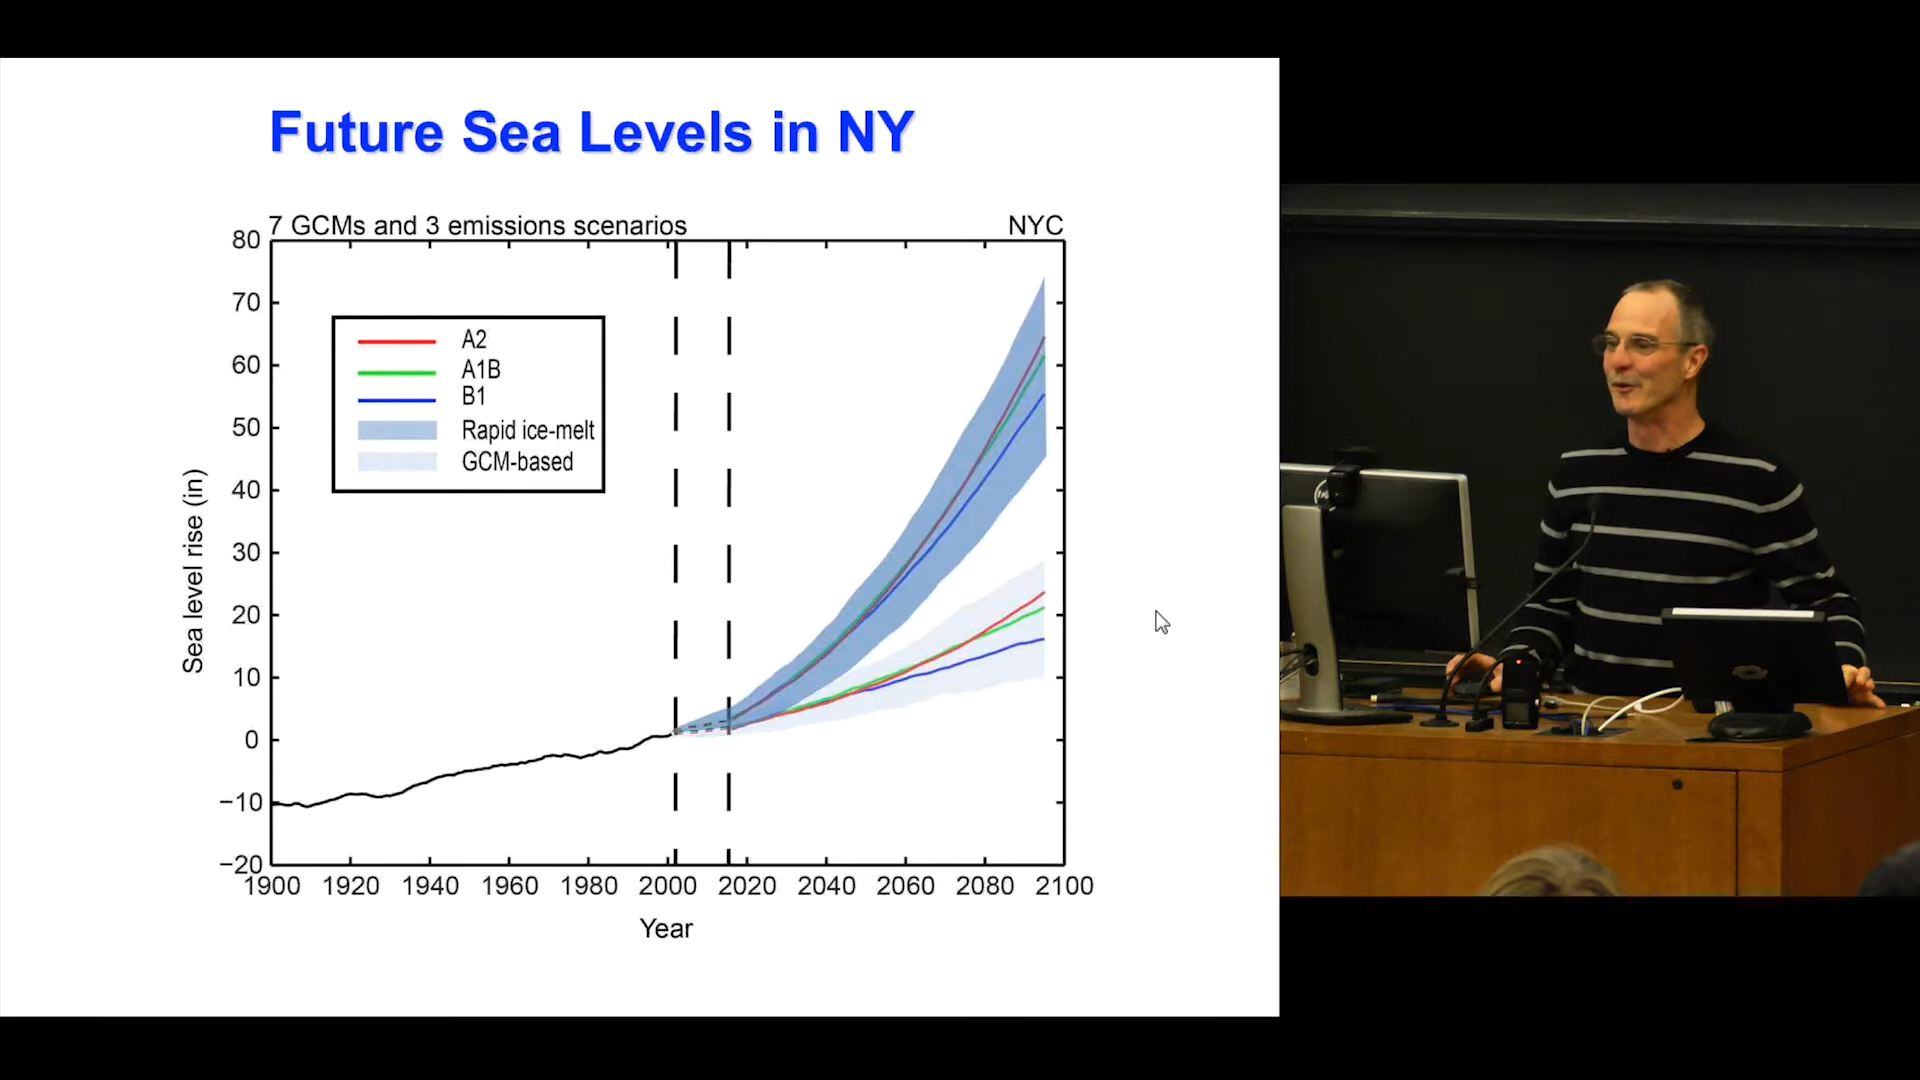 Future Sea Levels in NY
7 GCMs and 3 emissions scenarios
NYC
80
70
60
50
40
30
20
10
0
−10
−20
Sea level rise (in)
A2
A1B
B1
Rapid ice-melt
GCM-based
1900 1920 1940 1960 1980 2000 2020 2040 2060 2080 2100
Year